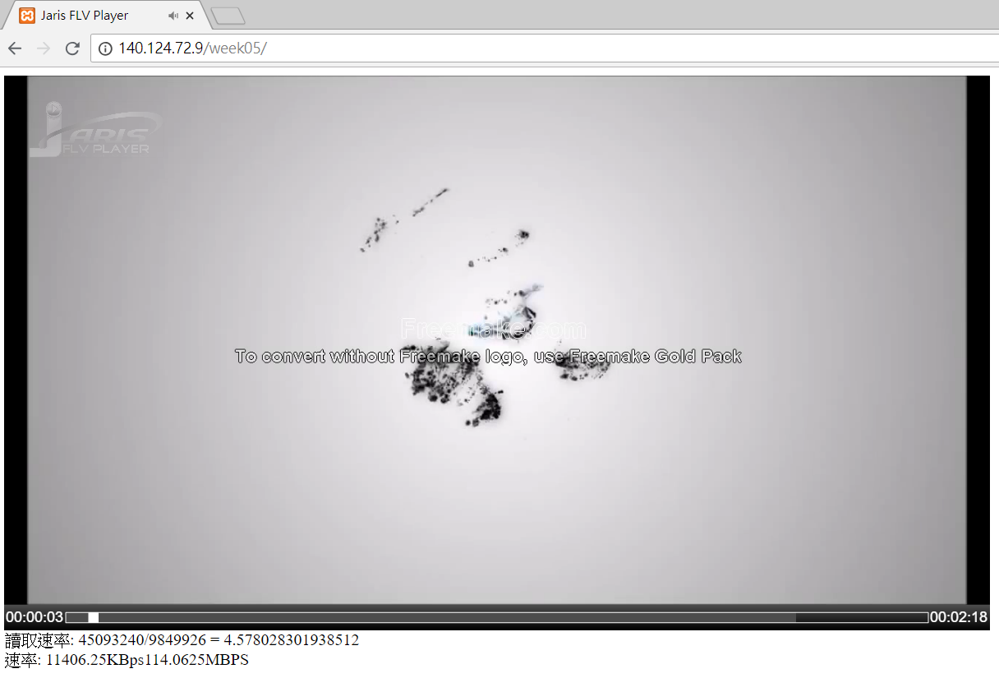 Jaris FLV Player
140.124.72.9/week05/
JARIS
FLV PLAYER
Freemake.com
To convert without Freemake logo, use Freemake Gold Pack
00:00:03
00:02:18
讀取速率: 45093240/9849926 = 4.578028301938512
速率: 11406.25KBps114.0625MBPS